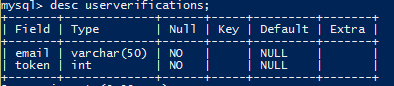 mysql> desc userverifications;
+-------+-------------+------+-----+---------+-------+
| Field | Type        | Null | Key | Default | Extra |
+-------+-------------+------+-----+---------+-------+
| email | varchar(50) | NO   |     | NULL    |       |
| token | int         | NO   |     | NULL    |       |
+-------+-------------+------+-----+---------+-------+